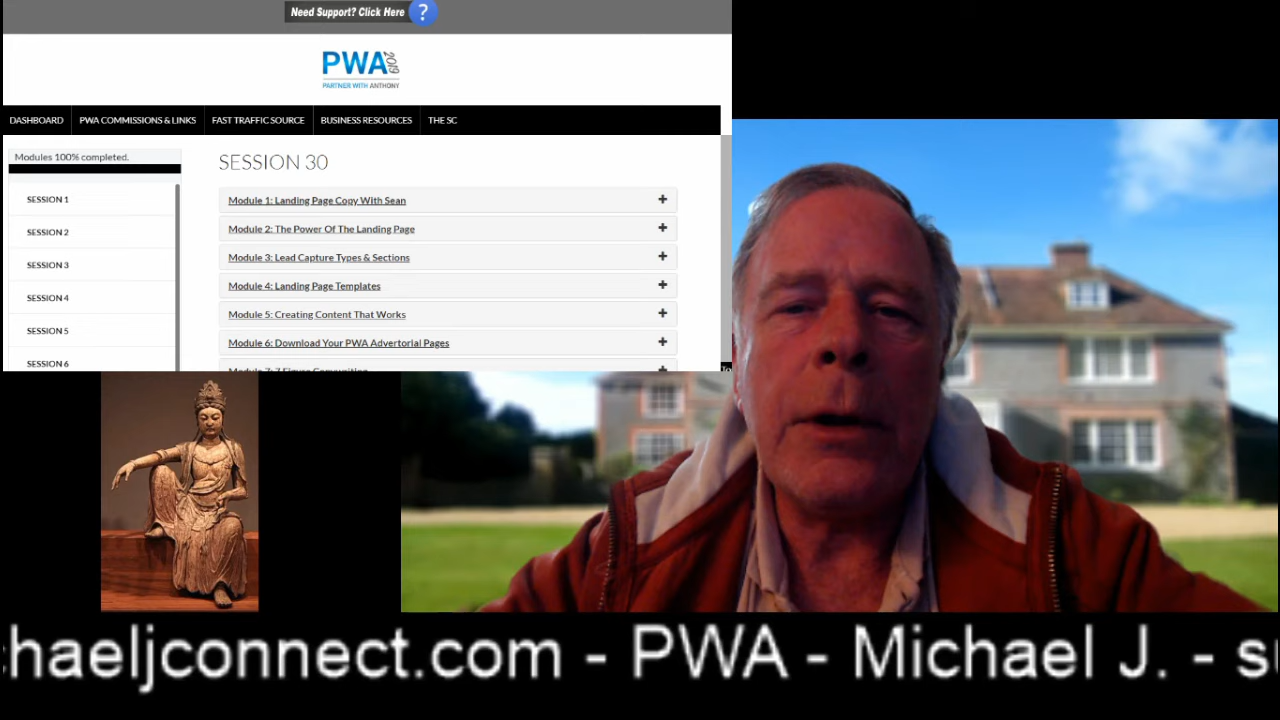 Need Support? Click Here ?
PWA 2019
PARTNER WITH ANTHONY
DASHBOARD PWA COMMISSIONS & LINKS FAST TRAFFIC SOURCE BUSINESS RESOURCES THE SC
Modules 100% completed.
SESSION 1
SESSION 2
SESSION 3
SESSION 4
SESSION 5
SESSION 6
SESSION 30
Module 1: Landing Page Copy With Sean
Module 2: The Power Of The Landing Page
Module 3: Lead Capture Types & Sections
Module 4: Landing Page Templates
Module 5: Creating Content That Works
Module 6: Download Your PWA Advertorial Pages
chaeljconnect.com - PWA - Michael J. - su